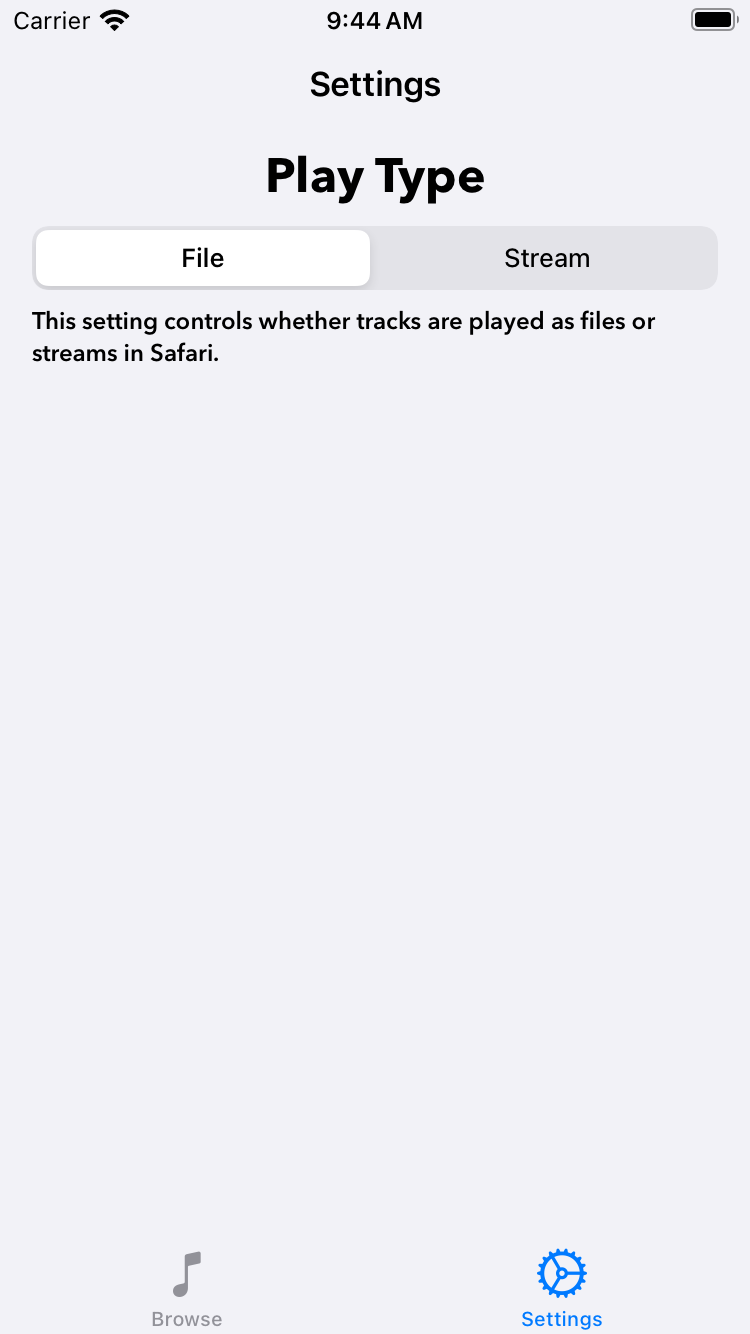 Carrier 9:44 AM
Settings
Play Type
File Stream
This setting controls whether tracks are played as files or
streams in Safari.
Browse Settings